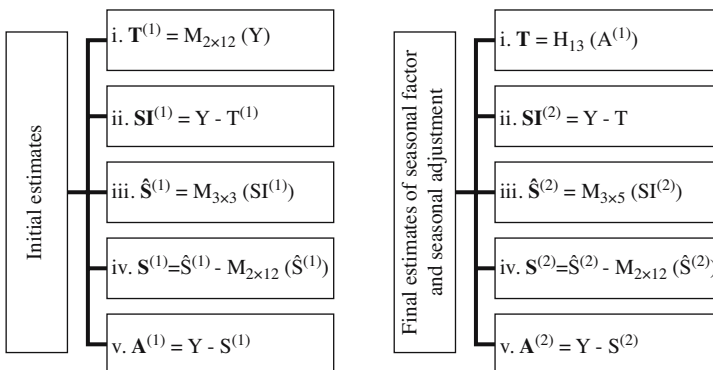 Initial estimates
i. T⁽¹⁾ = M₂ₓ₁₂ (Y)
ii. SI⁽¹⁾ = Y - T⁽¹⁾
iii. Ŝ⁽¹⁾ = M₃ₓ₃ (SI⁽¹⁾)
iv. S⁽¹⁾=Ŝ⁽¹⁾ - M₂ₓ₁₂ (Ŝ⁽¹⁾)
v. A⁽¹⁾ = Y - S⁽¹⁾
Final estimates of seasonal factor
and seasonal adjustment
i. T = H₁₃ (A⁽¹⁾)
ii. SI⁽²⁾ = Y - T
iii. Ŝ⁽²⁾ = M₃ₓ₅ (SI⁽²⁾)
iv. S⁽²⁾=Ŝ⁽²⁾ - M₂ₓ₁₂ (Ŝ⁽²⁾)
v. A⁽²⁾ = Y - S⁽²⁾